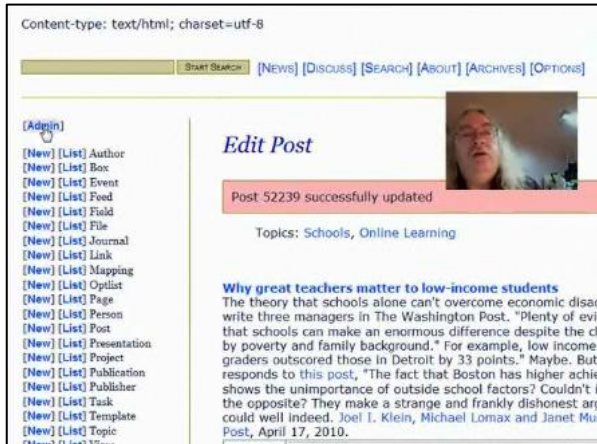 Content-type: text/html; charset=utf-8
START SEARCH [NEWS] [DISCUSS] [SEARCH] [ABOUT] [ARCHIVES] [OPTIONS]
[Admin]
[New] [List] Author
[New] [List] Box
[New] [List] Event
[New] [List] Feed
[New] [List] Field
[New] [List] File
[New] [List] Journal
[New] [List] Link
[New] [List] Mapping
[New] [List] Optlist
[New] [List] Page
[New] [List] Person
[New] [List] Post
[New] [List] Presentation
[New] [List] Project
[New] [List] Publication
[New] [List] Publisher
[New] [List] Task
[New] [List] Template
[New] [List] Topic
[New] [List] View
Edit Post
Post 52239 successfully updated
Topics: Schools, Online Learning
Why great teachers matter to low-income students
The theory that schools alone can't overcome economic
write three managers in The Washington Post. "Plenty of
that schools can make an enormous difference despite the
by poverty and family background." For example, low income
graders outscored those in Detroit by 33 points." Maybe. But
responds to this post, "The fact that Boston has higher
shows the unimportance of outside school factors? Couldn't
the opposite? They make a strange and frankly dishonest
could well indeed. Joel I. Klein, Michael Lomax and Janet
Post, April 17, 2010.